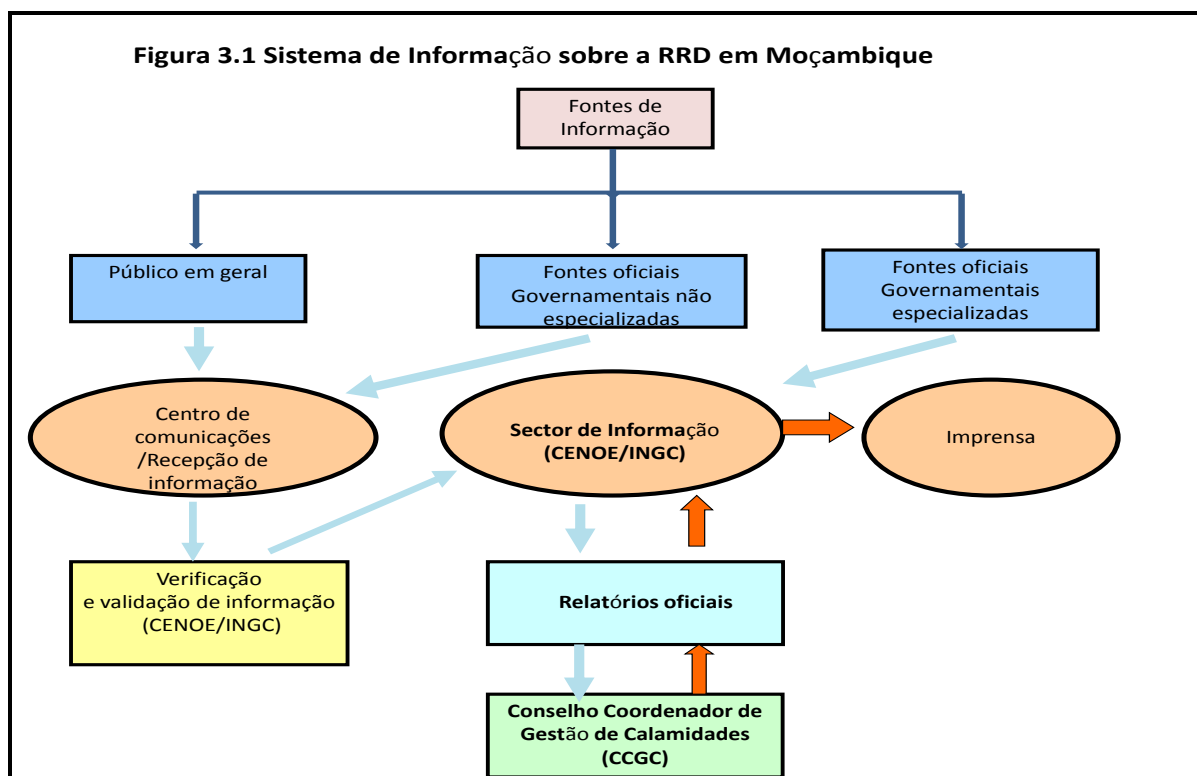 Figura 3.1 Sistema de Informação sobre a RRD em Moçambique
Fontes de
Informação
Público em geral
Fontes oficiais
Governamentais não
especializadas
Fontes oficiais
Governamentais
especializadas
Centro de
comunicações
/Recepção de
informação
Sector de Informação
(CENOE/INGC)
Imprensa
Verificação
e validação de informação
(CENOE/INGC)
Relatórios oficiais
Conselho Coordenador de
Gestão de Calamidades
(CCGC)